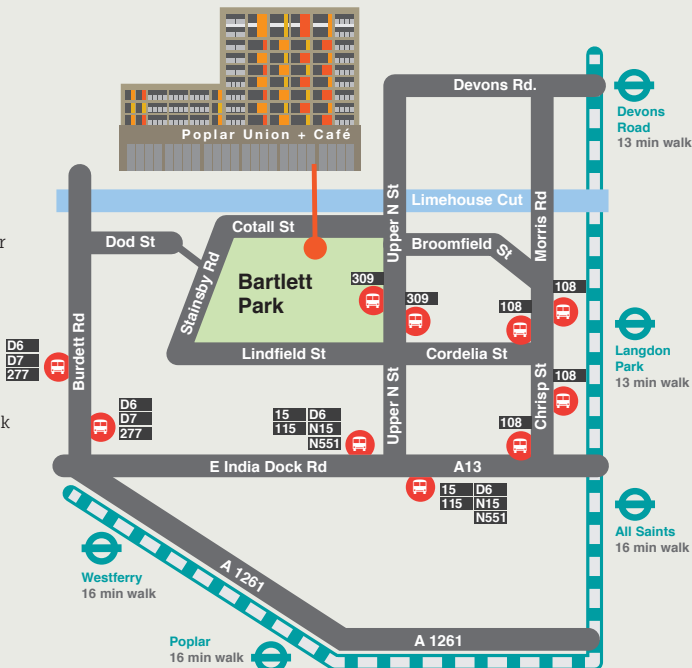 Poplar Union + Café
Devons Rd.
Devons
Road
13 min walk
Limehouse Cut
Upper N St
Morris Rd
Cotall St
Dod St
Broomfield St
r
Stainsby Rd
Bartlett
Park
309
309
108
108
Burdett Rd
D6
D7
277
Langdon
Park
13 min walk
Lindfield St
Cordelia St
Upper N St
Chrisp St
108
108
D6
D7
277
k
15 D6
115 N15
N551
E India Dock Rd
A13
15 D6
115 N15
N551
All Saints
16 min walk
Westferry
16 min walk
A 1261
A 1261
Poplar
16 min walk